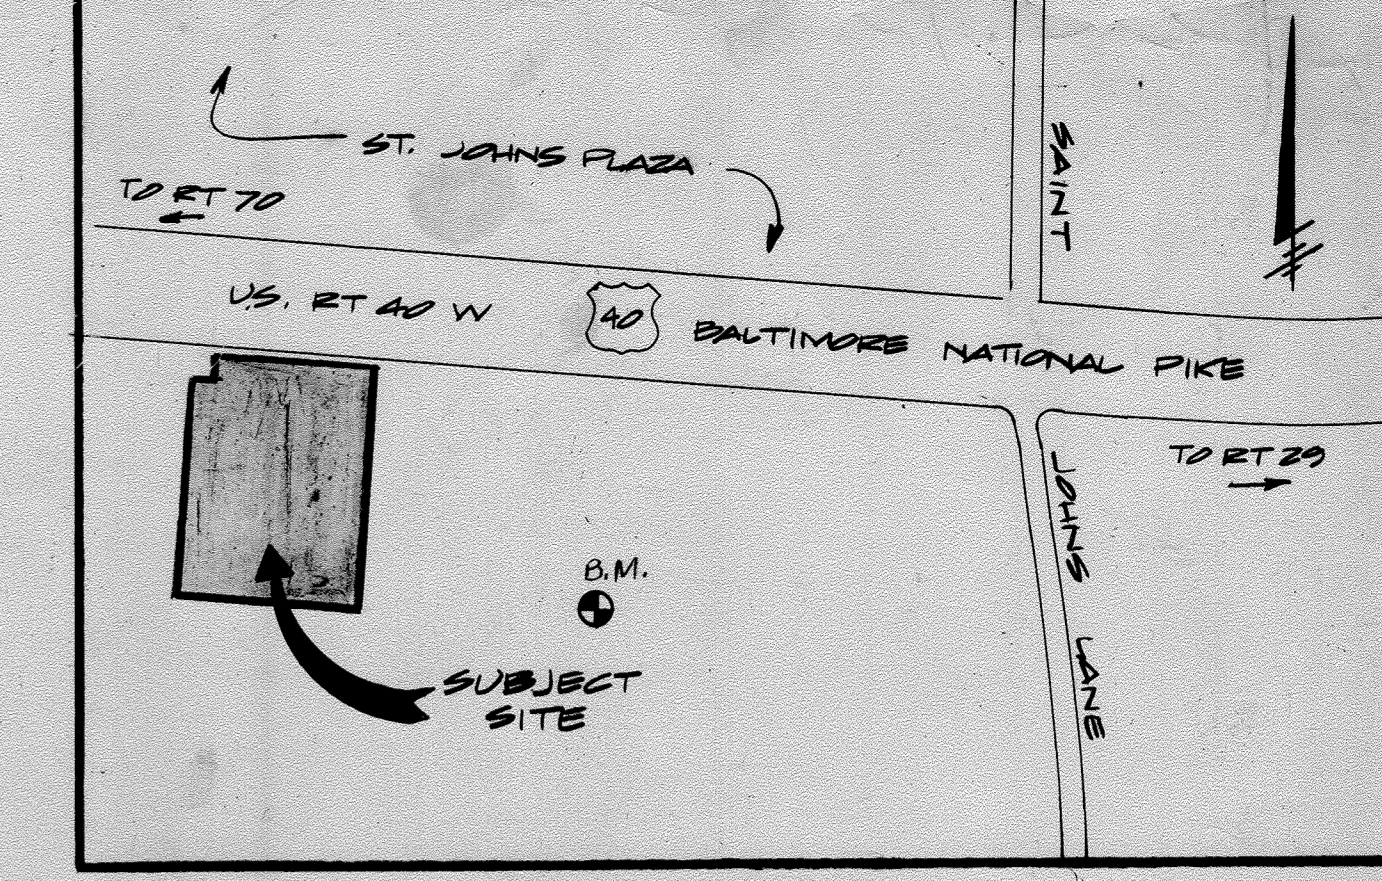 ST. JOHNS PLAZA
TO RT 70
U.S. RT 40 W
40
BALTIMORE NATIONAL PIKE
SAINT
JOHNS
LANE
TO RT 29
B.M.
SUBJECT
SITE